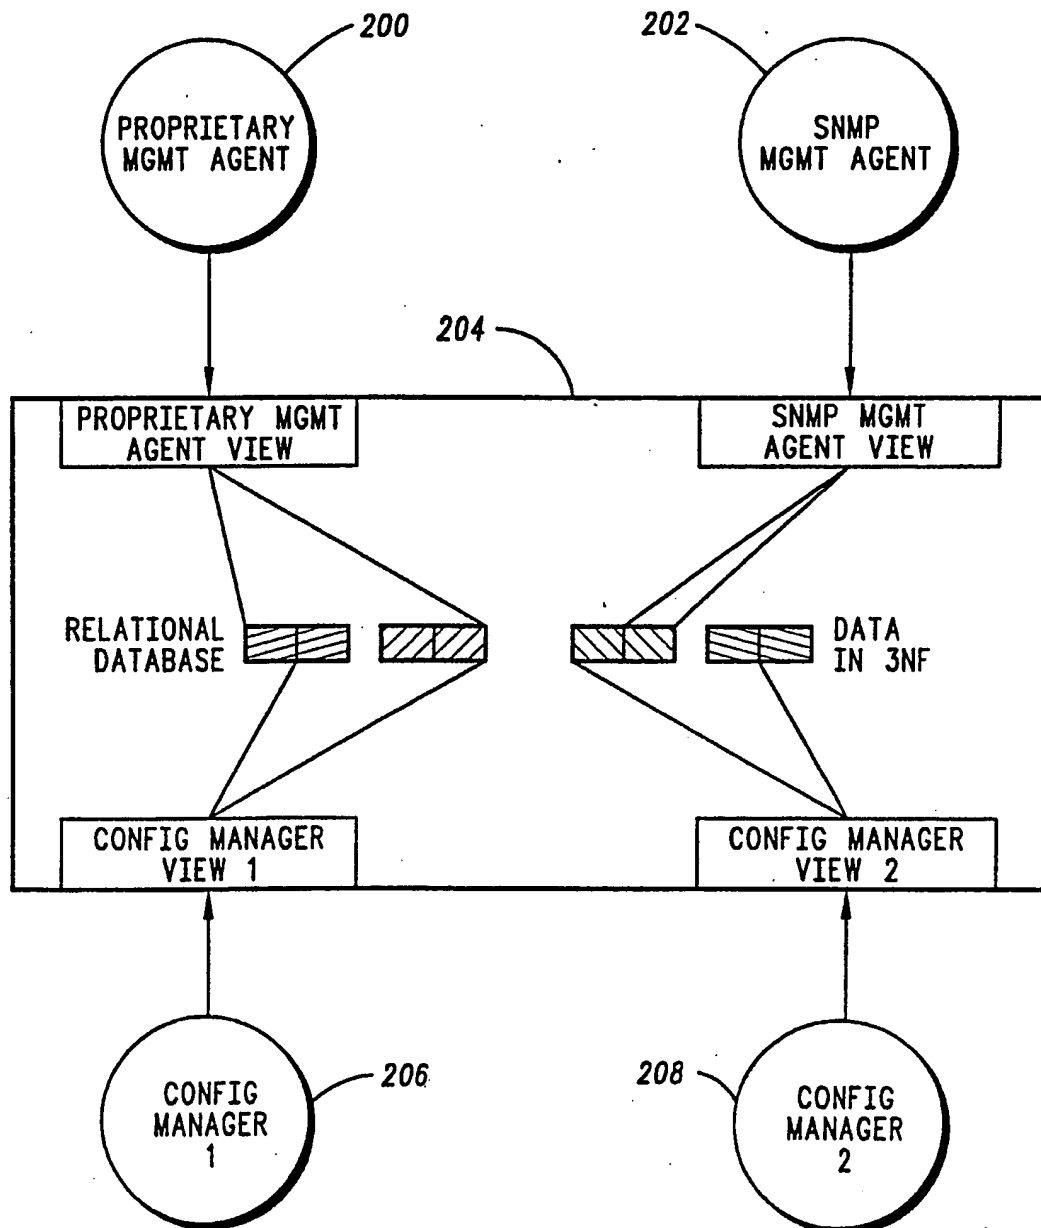 200
202
PROPRIETARY
MGMT AGENT
SNMP
MGMT AGENT
204
PROPRIETARY MGMT
AGENT VIEW
SNMP MGMT
AGENT VIEW
RELATIONAL
DATABASE
DATA
IN 3NF
CONFIG MANAGER
VIEW 1
CONFIG MANAGER
VIEW 2
206
208
CONFIG
MANAGER
1
CONFIG
MANAGER
2